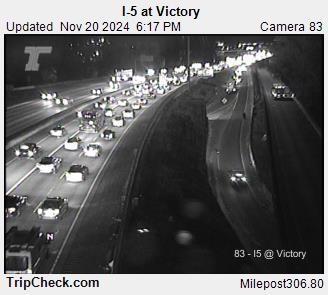 I-5 at Victory
Updated Nov 20 2024 6:17 PM Camera 83
T
N
83 - I5 @ Victory
TripCheck.com Milepost306.80